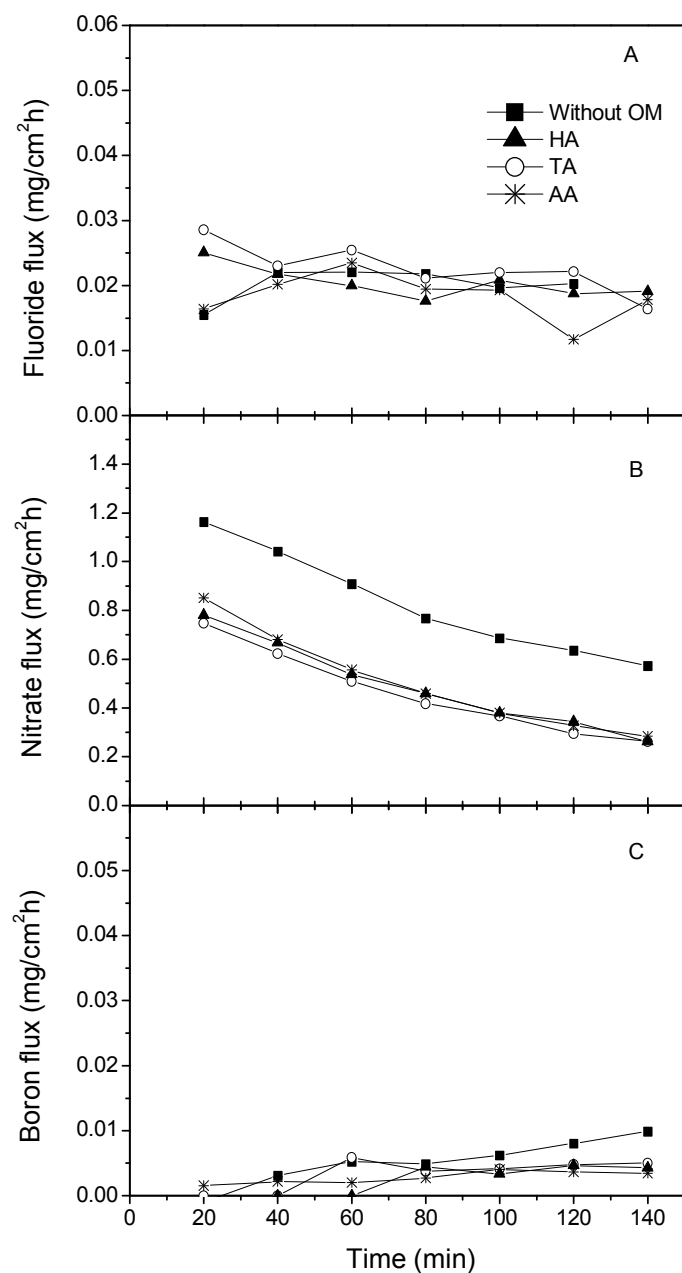 0.06
A
Without OM
HA
TA
AA
0.05
0.04
0.03
0.02
0.01
0.00
Fluoride flux (mg/cm²h)
B
1.4
1.2
1.0
0.8
0.6
0.4
0.2
0.0
Nitrate flux (mg/cm²h)
C
0.05
0.04
0.03
0.02
0.01
0.00
Boron flux (mg/cm²h)
0 20 40 60 80 100 120 140
Time (min)